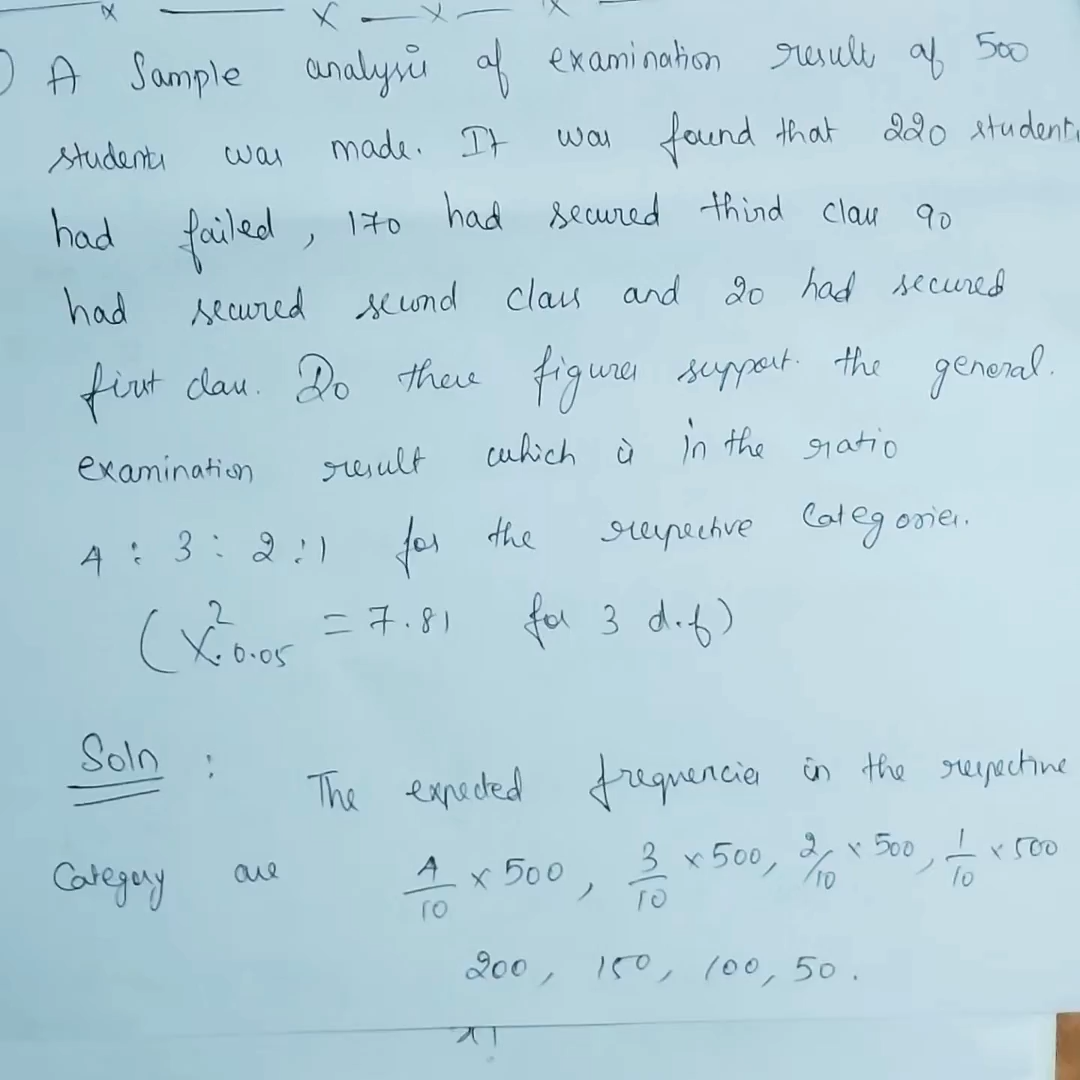 A Sample analysis of examination result of 500
students was made. It was found that 220 students
had failed, 170 had secured third class 90
had secured second class and 20 had secured
first class. Do these figures support the general.
examination result which is in the ratio
4 : 3 : 2 : 1 for the respective Categories.
(χ²0.05 = 7.81 for 3 d.f)
Soln : The expected frequencies in the respective
Category are 4/10 × 500, 3/10 × 500, 2/10 × 500, 1/10 × 500
200, 150, 100, 50.